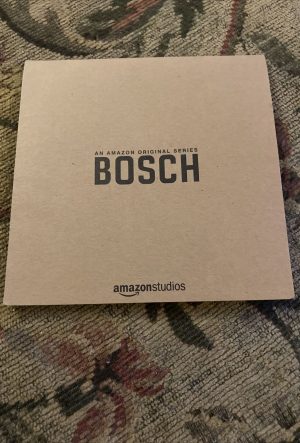 AN AMAZON ORIGINAL SERIES
BOSCH
amazonstudios